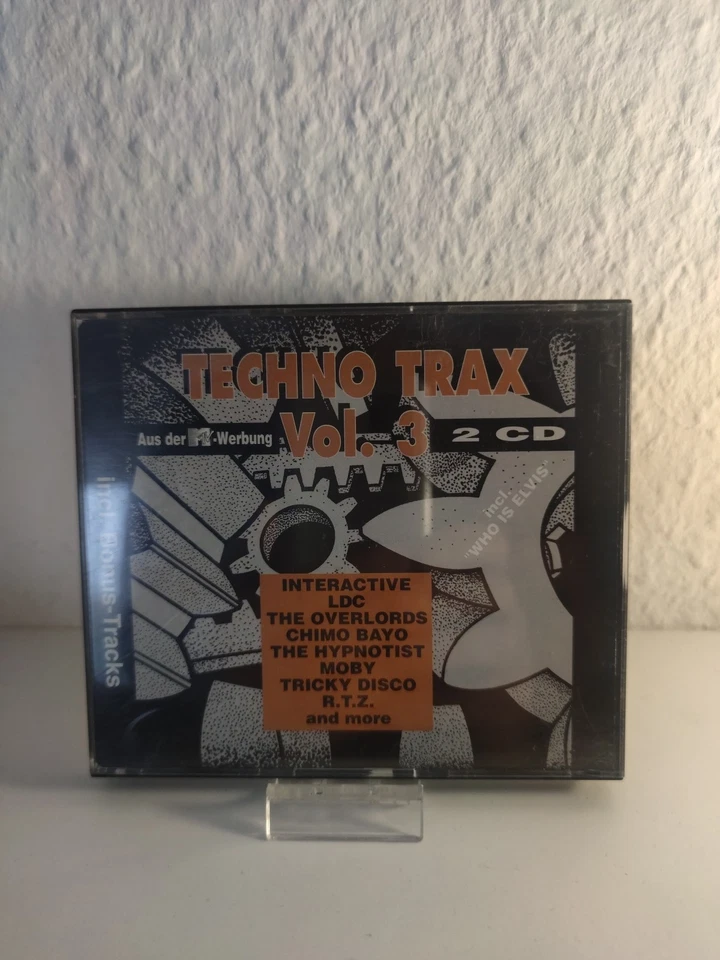 TECHNO TRAX
Vol. 3
Aus der MTV-Werbung
2 CD
incl. Bonus-Tracks
incl.
"WHO IS ELVIS"
INTERACTIVE
LDC
THE OVERLORDS
CHIMO BAYO
THE HYPNOTIST
MOBY
TRICKY DISCO
R.T.Z.
and more